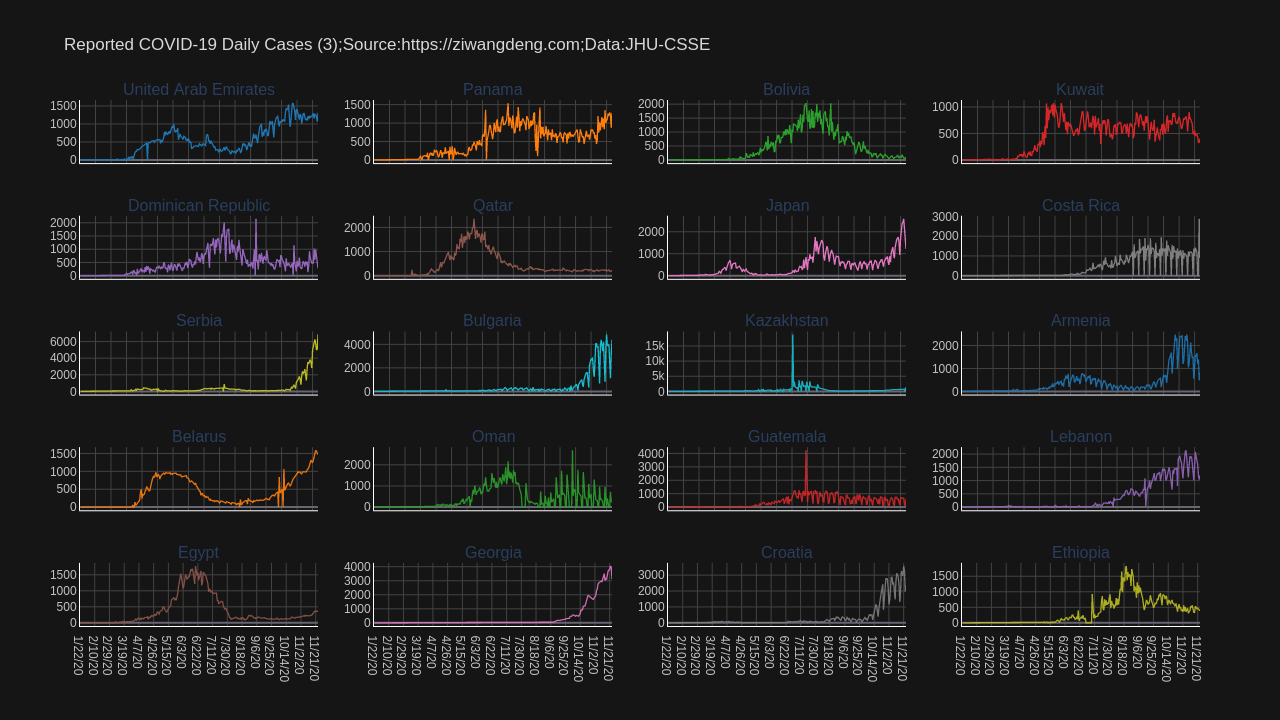 Reported COVID-19 Daily Cases (3);Source:https://ziwangdeng.com;Data:JHU-CSSE
United Arab Emirates
Panama
Bolivia
Kuwait
1500
1000
500
0
1500
1000
500
0
2000
1500
1000
500
0
1000
500
0
Dominican Republic
Qatar
Japan
Costa Rica
2000
1500
1000
500
0
2000
1000
0
2000
1000
0
3000
2000
1000
0
Serbia
Bulgaria
Kazakhstan
Armenia
6000
4000
2000
0
4000
2000
0
15k
10k
5k
0
2000
1000
0
Belarus
Oman
Guatemala
Lebanon
1500
1000
500
0
2000
1000
0
4000
3000
2000
1000
0
2000
1500
1000
500
0
Egypt
Georgia
Croatia
Ethiopia
1500
1000
500
0
4000
3000
2000
1000
0
3000
2000
1000
0
1500
1000
500
0
1/22/20 2/10/20 2/29/20 3/19/20 4/7/20 4/26/20 5/15/20 6/3/20 6/22/20 7/11/20 7/30/20 8/18/20 9/6/20 9/25/20 10/14/20 11/2/20 11/21/20
1/22/20 2/10/20 2/29/20 3/19/20 4/7/20 4/26/20 5/15/20 6/3/20 6/22/20 7/11/20 7/30/20 8/18/20 9/6/20 9/25/20 10/14/20 11/2/20 11/21/20
1/22/20 2/10/20 2/29/20 3/19/20 4/7/20 4/26/20 5/15/20 6/3/20 6/22/20 7/11/20 7/30/20 8/18/20 9/6/20 9/25/20 10/14/20 11/2/20 11/21/20
1/22/20 2/10/20 2/29/20 3/19/20 4/7/20 4/26/20 5/15/20 6/3/20 6/22/20 7/11/20 7/30/20 8/18/20 9/6/20 9/25/20 10/14/20 11/2/20 11/21/20